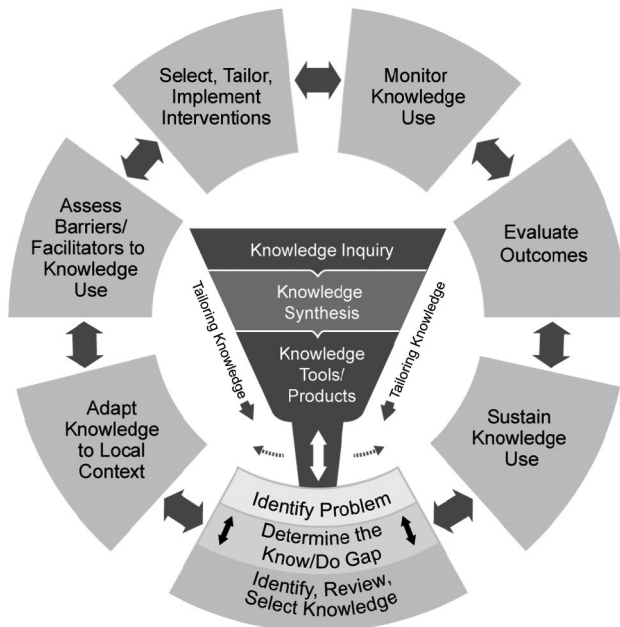 Select, Tailor,
Implement
Interventions
Monitor
Knowledge
Use
Assess
Barriers/
Facilitators to
Knowledge
Use
Evaluate
Outcomes
Knowledge Inquiry
Knowledge
Synthesis
Knowledge
Tools/
Products
Tailoring Knowledge
Tailoring Knowledge
Adapt
Knowledge
to Local
Context
Sustain
Knowledge
Use
Identify Problem
Determine the
Know/Do Gap
Identify, Review,
Select Knowledge